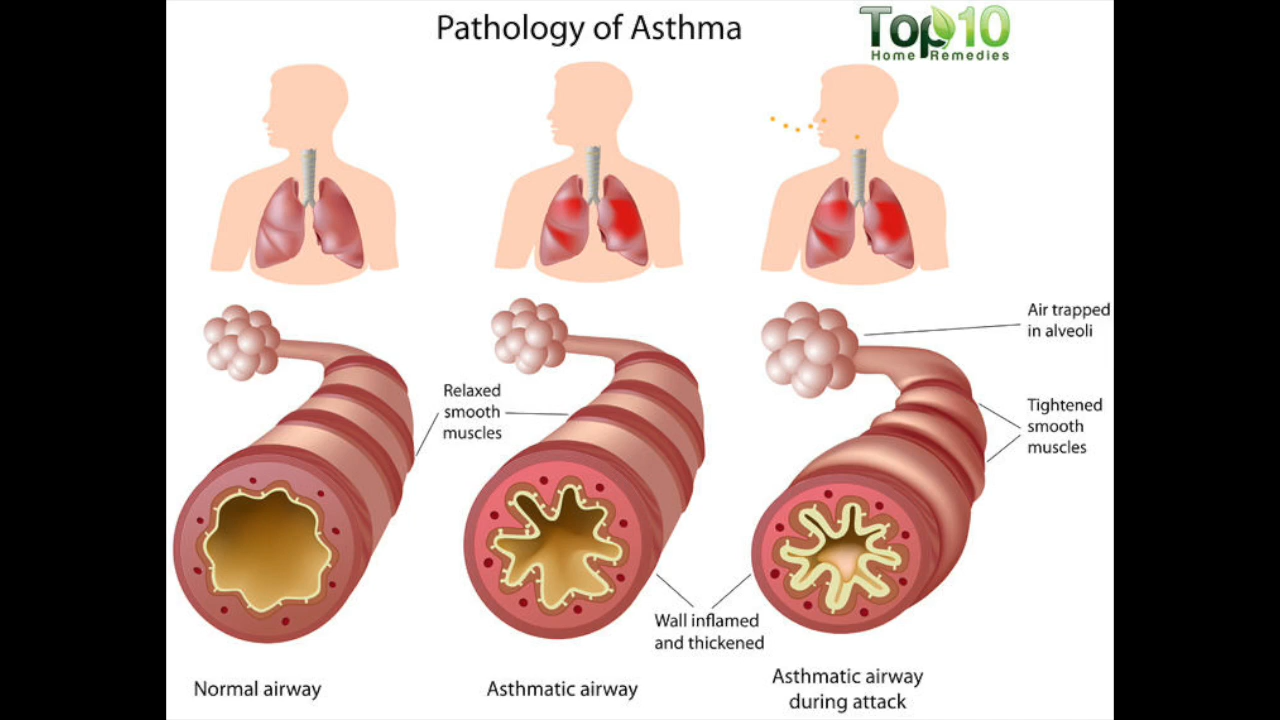 Pathology of Asthma
Top10
Home Remedies
Air trapped
in alveoli
Relaxed
smooth
muscles
Tightened
smooth
muscles
Wall inflamed
and thickened
Normal airway
Asthmatic airway
Asthmatic airway
during attack